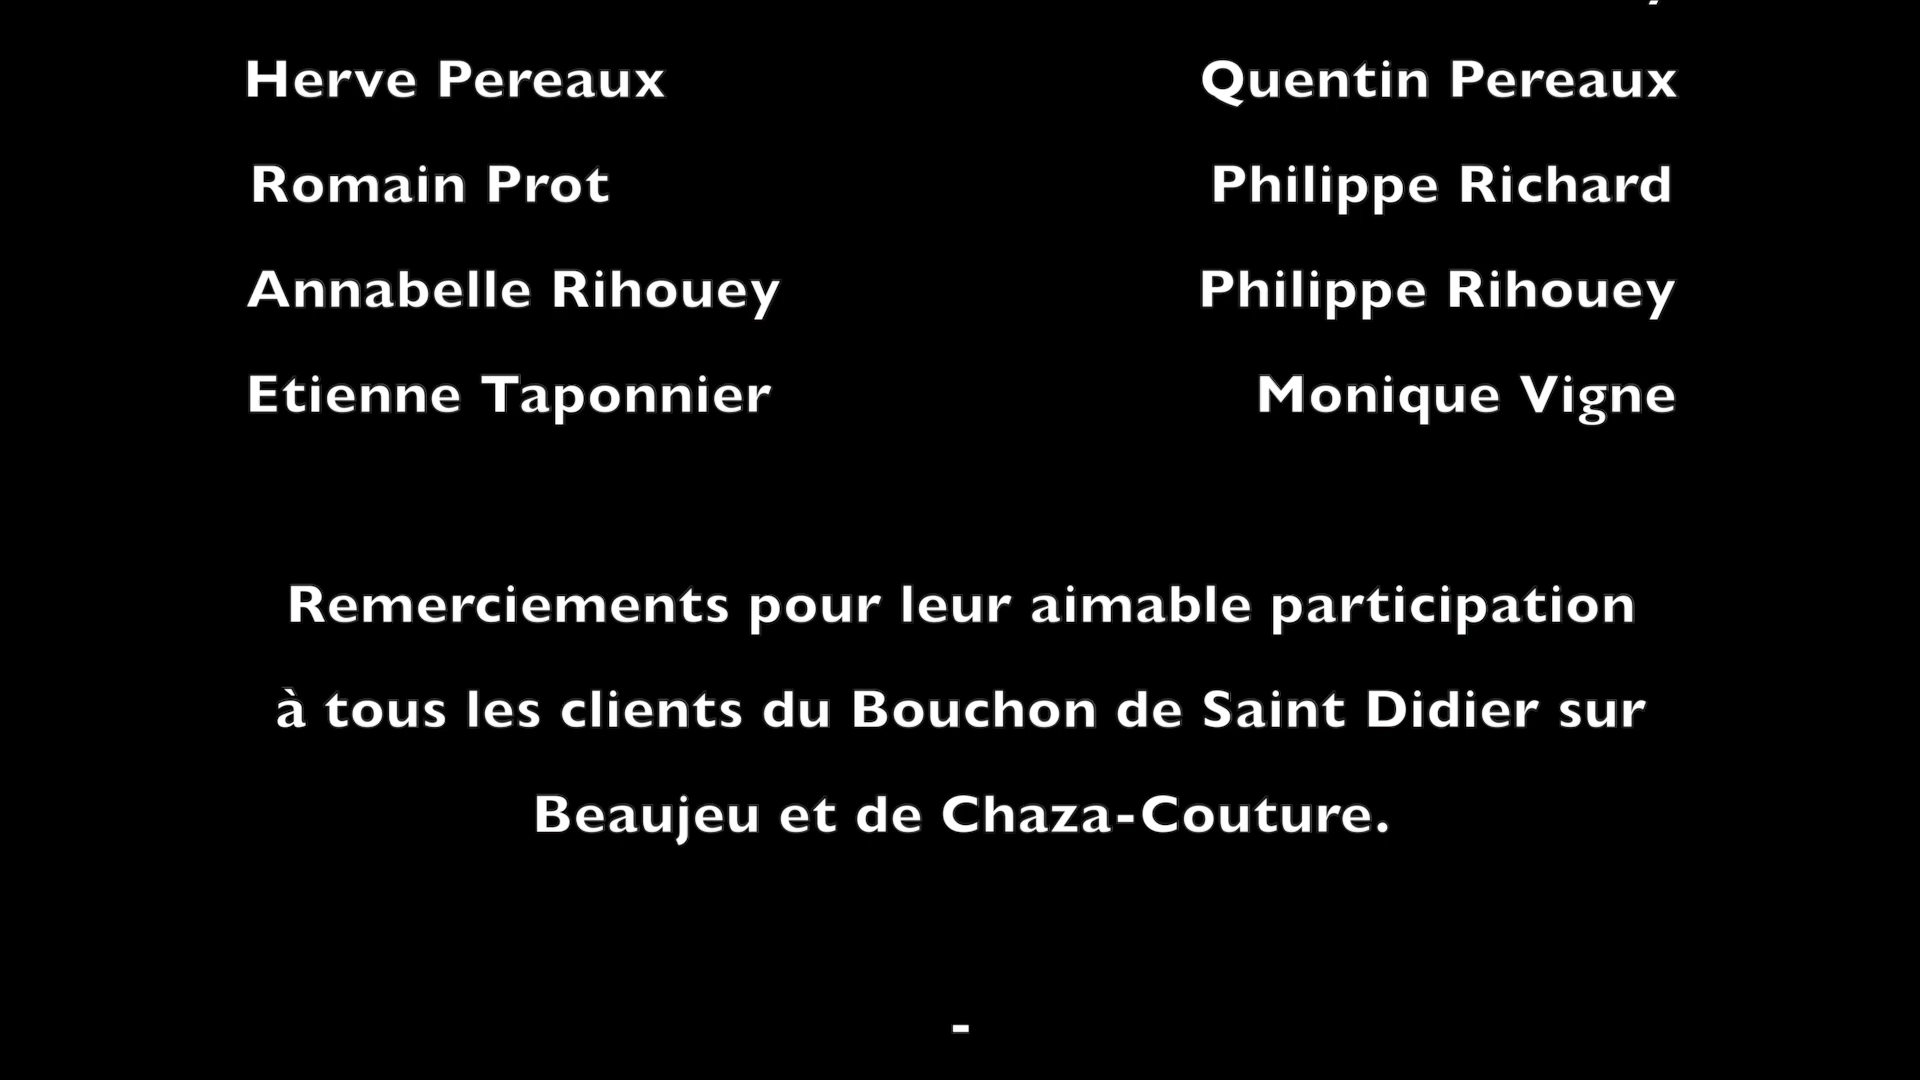 Herve Pereaux Quentin Pereaux
Romain Prot Philippe Richard
Annabelle Rihouey Philippe Rihouey
Etienne Taponnier Monique Vigne
Remerciements pour leur aimable participation
à tous les clients du Bouchon de Saint Didier sur
Beaujeu et de Chaza-Couture.
-